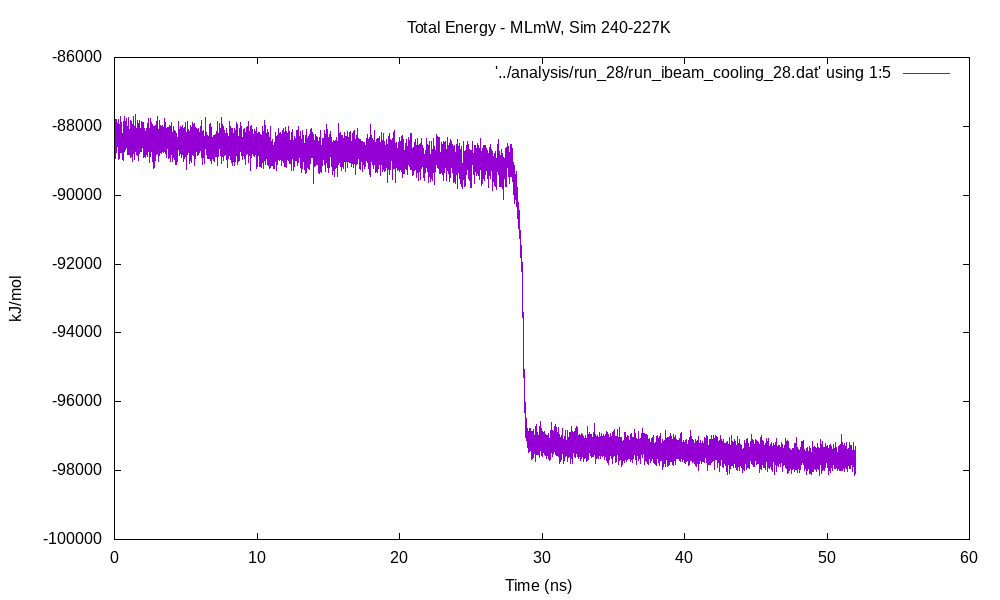 Total Energy - MLmW, Sim 240-227K
'../analysis/run_28/run_ibeam_cooling_28.dat' using 1:5
-86000
-88000
-90000
-92000
-94000
-96000
-98000
-100000
kJ/mol
0 10 20 30 40 50 60
Time (ns)